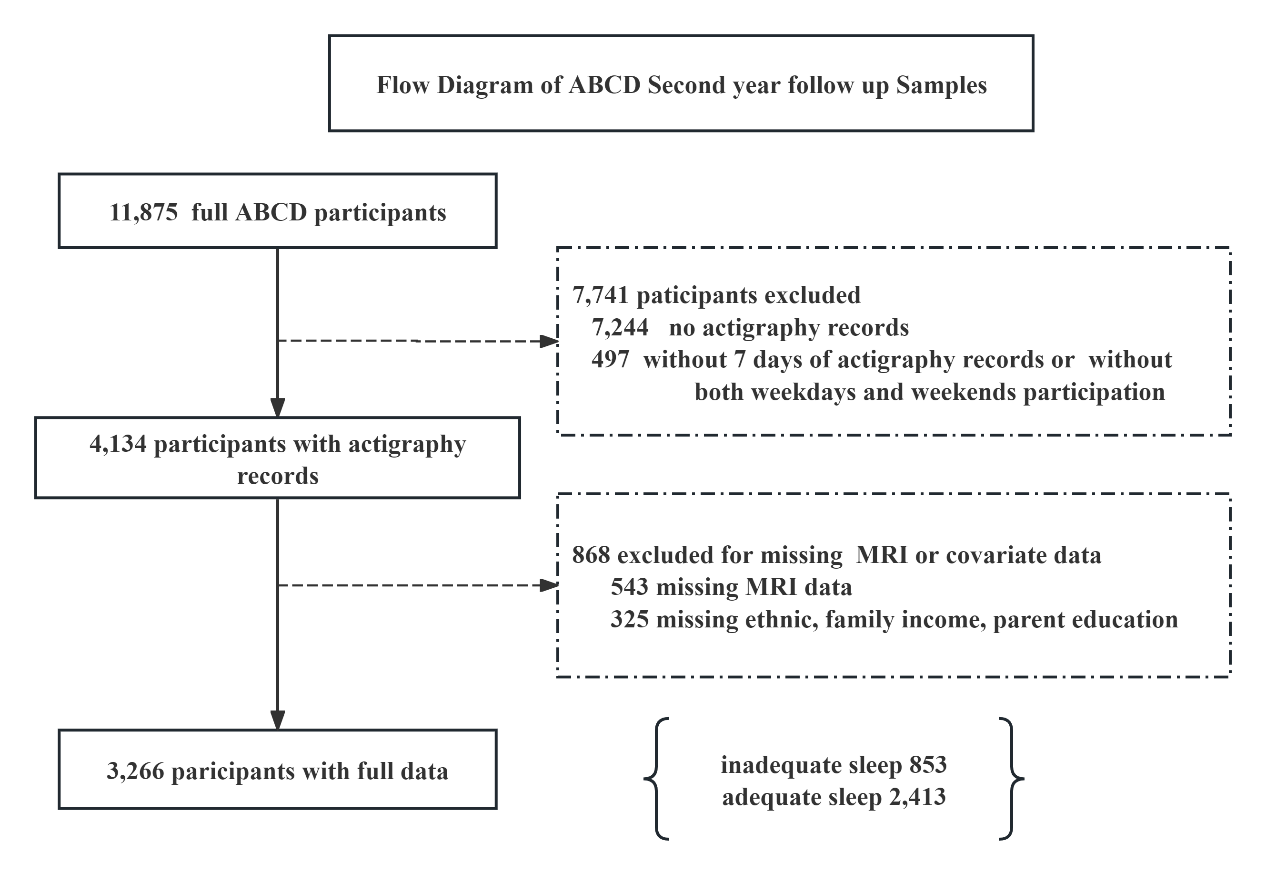 Flow Diagram of ABCD Second year follow up Samples
11,875 full ABCD participants
7,741 paticipants excluded
7,244 no actigraphy records
497 without 7 days of actigraphy records or without
both weekdays and weekends participation
4,134 participants with actigraphy
records
868 excluded for missing MRI or covariate data
543 missing MRI data
325 missing ethnic, family income, parent education
3,266 paricipants with full data
inadequate sleep 853
adequate sleep 2,413